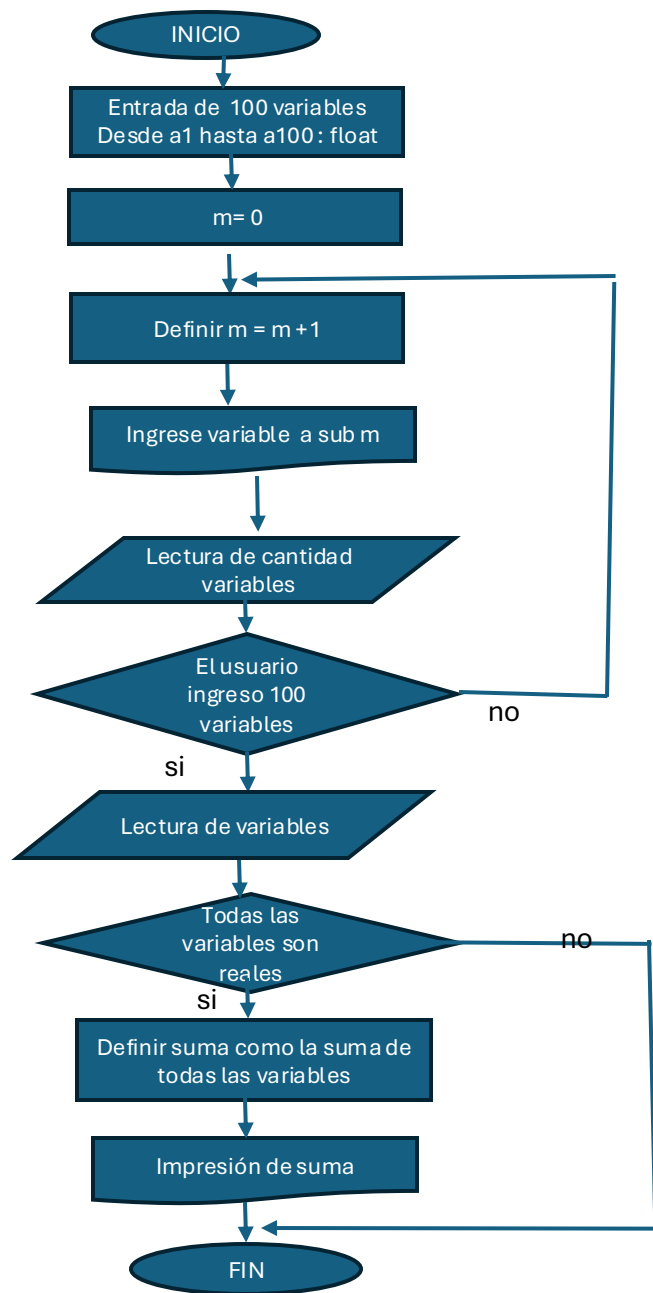 INICIO
Entrada de 100 variables
Desde a1 hasta a100 : float
m= 0
Definir m = m +1
Ingrese variable a sub m
Lectura de cantidad
variables
El usuario
ingreso 100
variables
no
si
Lectura de variables
Todas las
variables son
reales
no
si
Definir suma como la suma de
todas las variables
Impresión de suma
FIN